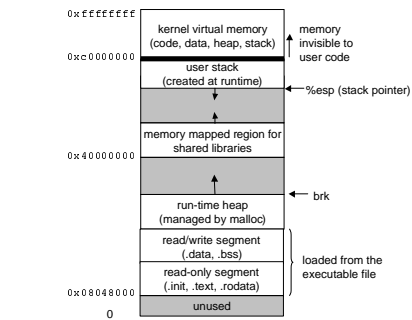 0xffffffff
kernel virtual memory
(code, data, heap, stack)
memory
invisible to
user code
0xc0000000
user stack
(created at runtime)
%esp (stack pointer)
memory mapped region for
shared libraries
0x40000000
brk
run-time heap
(managed by malloc)
read/write segment
(.data, .bss)
loaded from the
executable file
read-only segment
(.init, .text, .rodata)
0x08048000
unused
0